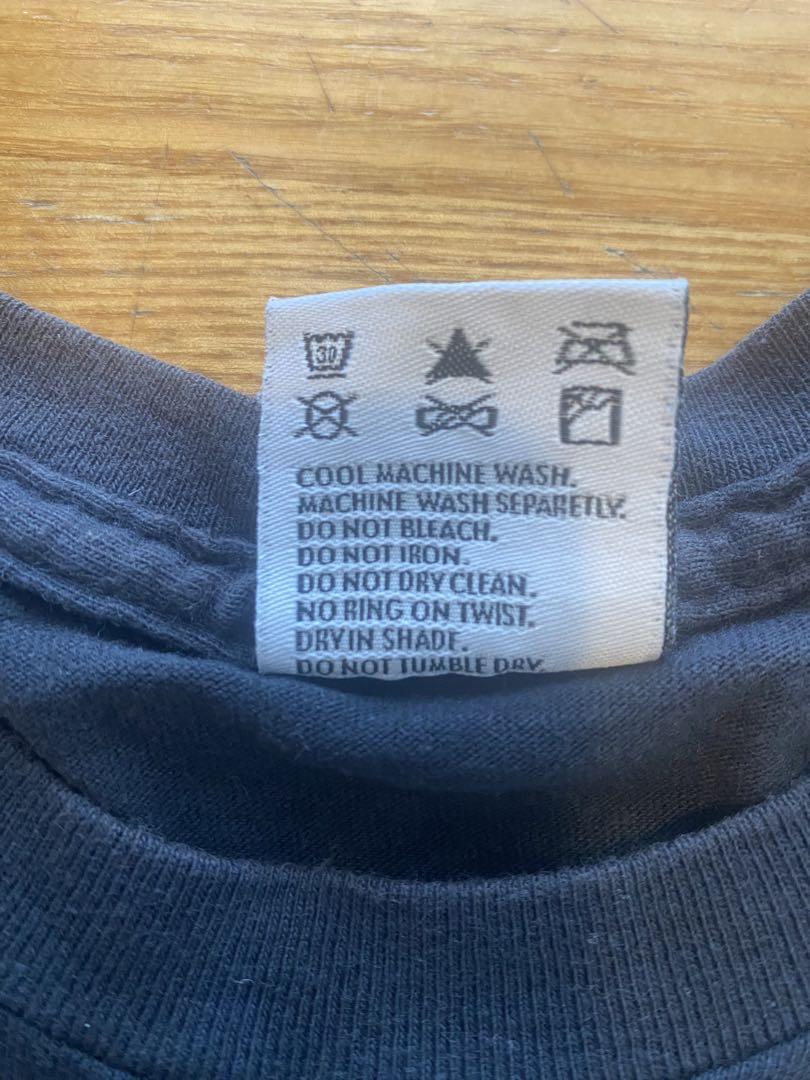 30
COOL MACHINE WASH.
MACHINE WASH SEPARETLY.
DO NOT BLEACH.
DO NOT IRON.
DO NOT DRY CLEAN.
NO RING ON TWIST.
DRY IN SHADE.
DO NOT TUMBLE DRY.